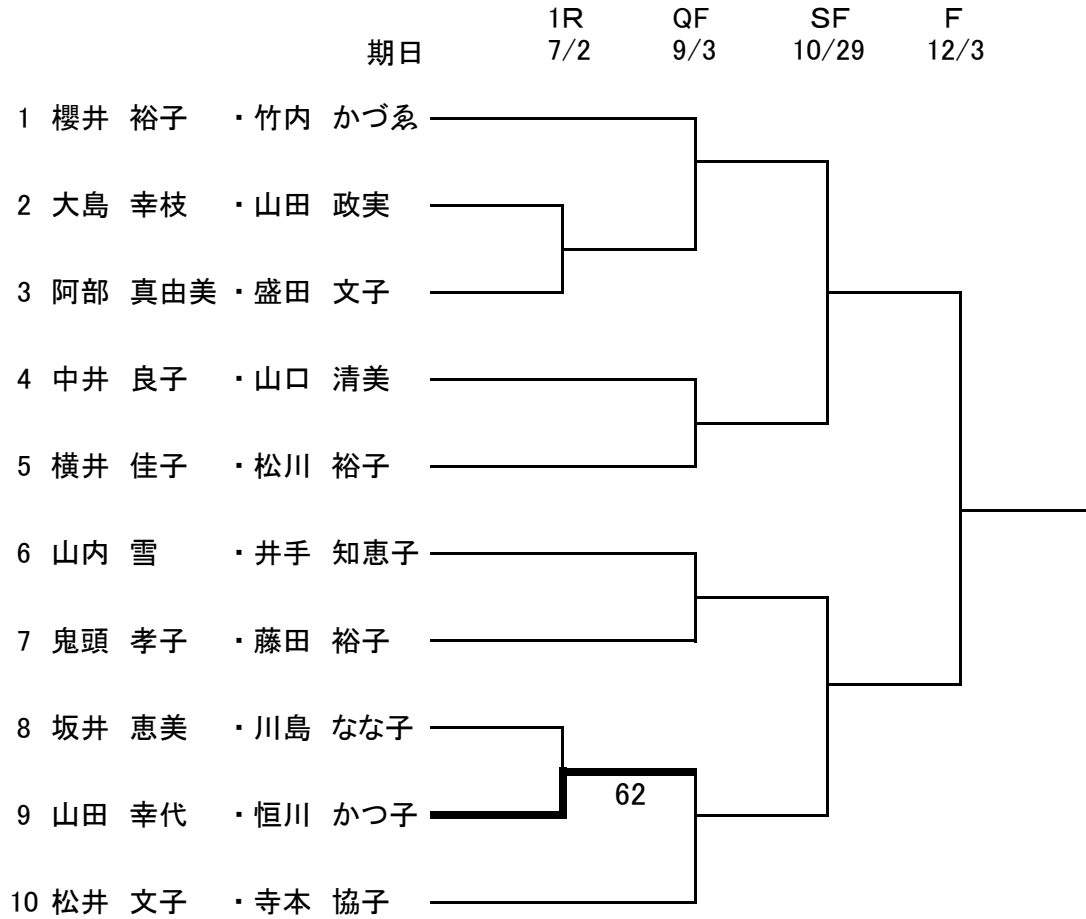 1R QF SF F
期日 7/2 9/3 10/29 12/3
1 櫻井 裕子 ・竹内 かづゑ
2 大島 幸枝 ・山田 政実
3 阿部 真由美 ・盛田 文子
4 中井 良子 ・山口 清美
5 横井 佳子 ・松川 裕子
6 山内 雪 ・井手 知恵子
7 鬼頭 孝子 ・藤田 裕子
8 坂井 恵美 ・川島 なな子
62
9 山田 幸代 ・恒川 かつ子
10 松井 文子 ・寺本 協子